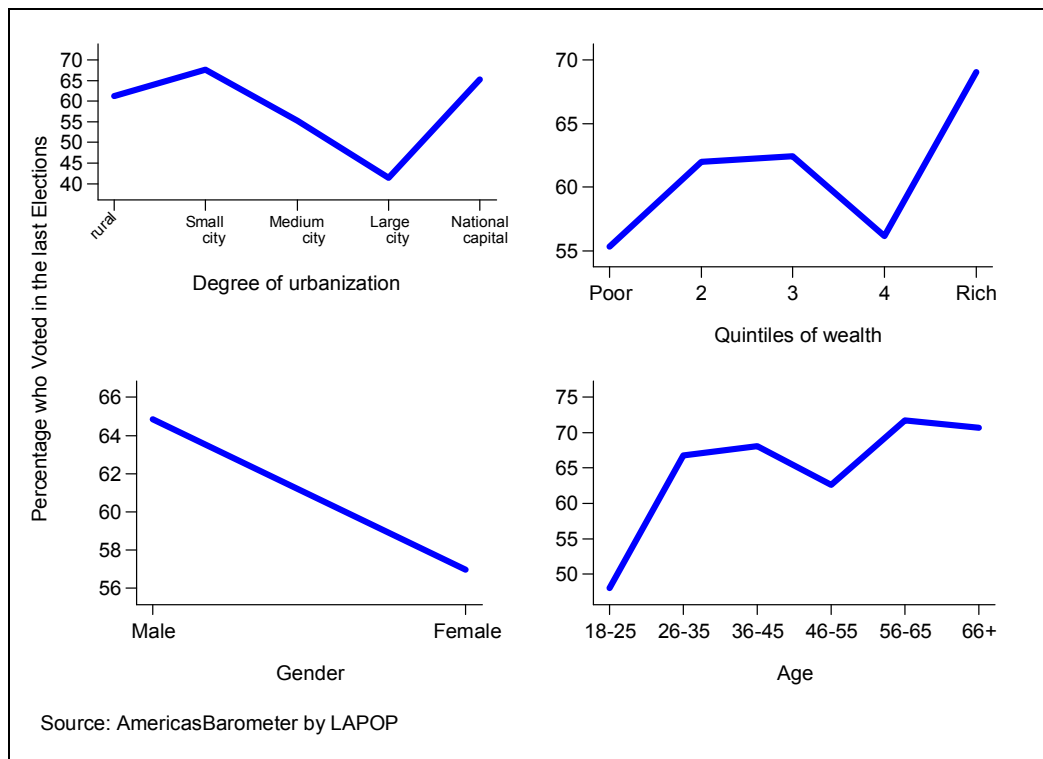 Percentage who Voted in the last Elections
70
65
60
55
50
45
40
rural
Small
city
Medium
city
Large
city
National
capital
Degree of urbanization
70
65
60
55
Poor
2
3
4
Rich
Quintiles of wealth
66
64
62
60
58
56
Male
Female
Gender
75
70
65
60
55
50
18-25
26-35
36-45
46-55
56-65
66+
Age
Source: AmericasBarometer by LAPOP